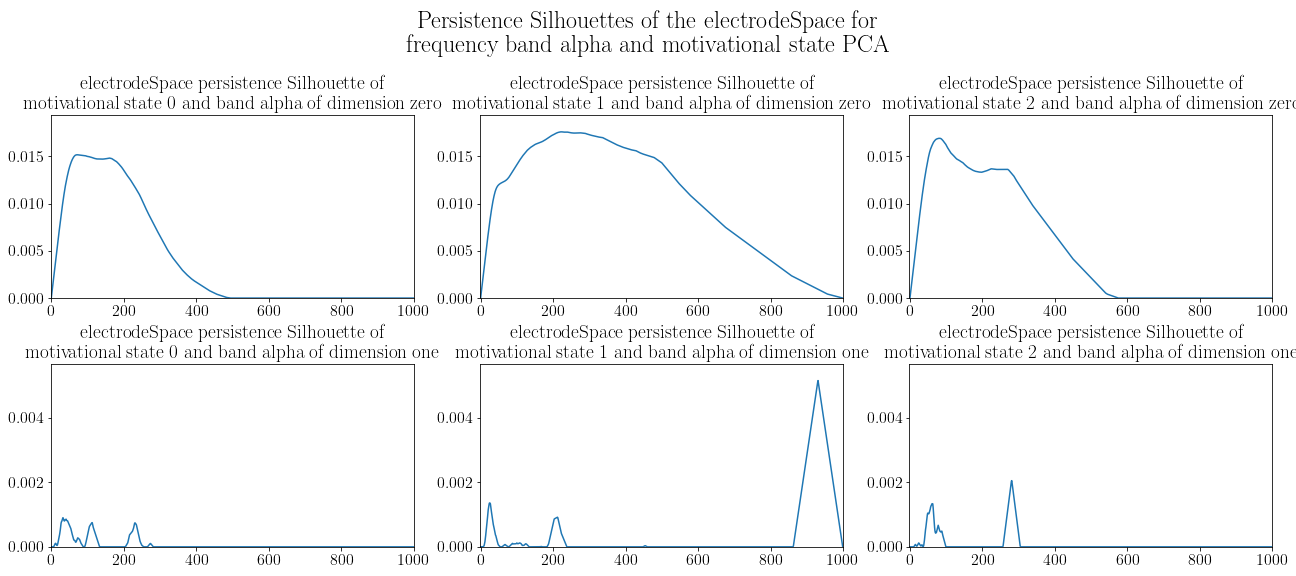 Persistence Silhouettes of the electrodeSpace for
frequency band alpha and motivational state PCA
electrodeSpace persistence Silhouette of
motivational state 0 and band alpha of dimension zero
0.015
0.010
0.005
0.000
0 200 400 600 800 1000
electrodeSpace persistence Silhouette of
motivational state 1 and band alpha of dimension zero
0.015
0.010
0.005
0.000
0 200 400 600 800 1000
electrodeSpace persistence Silhouette of
motivational state 2 and band alpha of dimension zero
0.015
0.010
0.005
0.000
0 200 400 600 800 1000
electrodeSpace persistence Silhouette of
motivational state 0 and band alpha of dimension one
0.004
0.002
0.000
0 200 400 600 800 1000
electrodeSpace persistence Silhouette of
motivational state 1 and band alpha of dimension one
0.004
0.002
0.000
0 200 400 600 800 1000
electrodeSpace persistence Silhouette of
motivational state 2 and band alpha of dimension one
0.004
0.002
0.000
0 200 400 600 800 1000